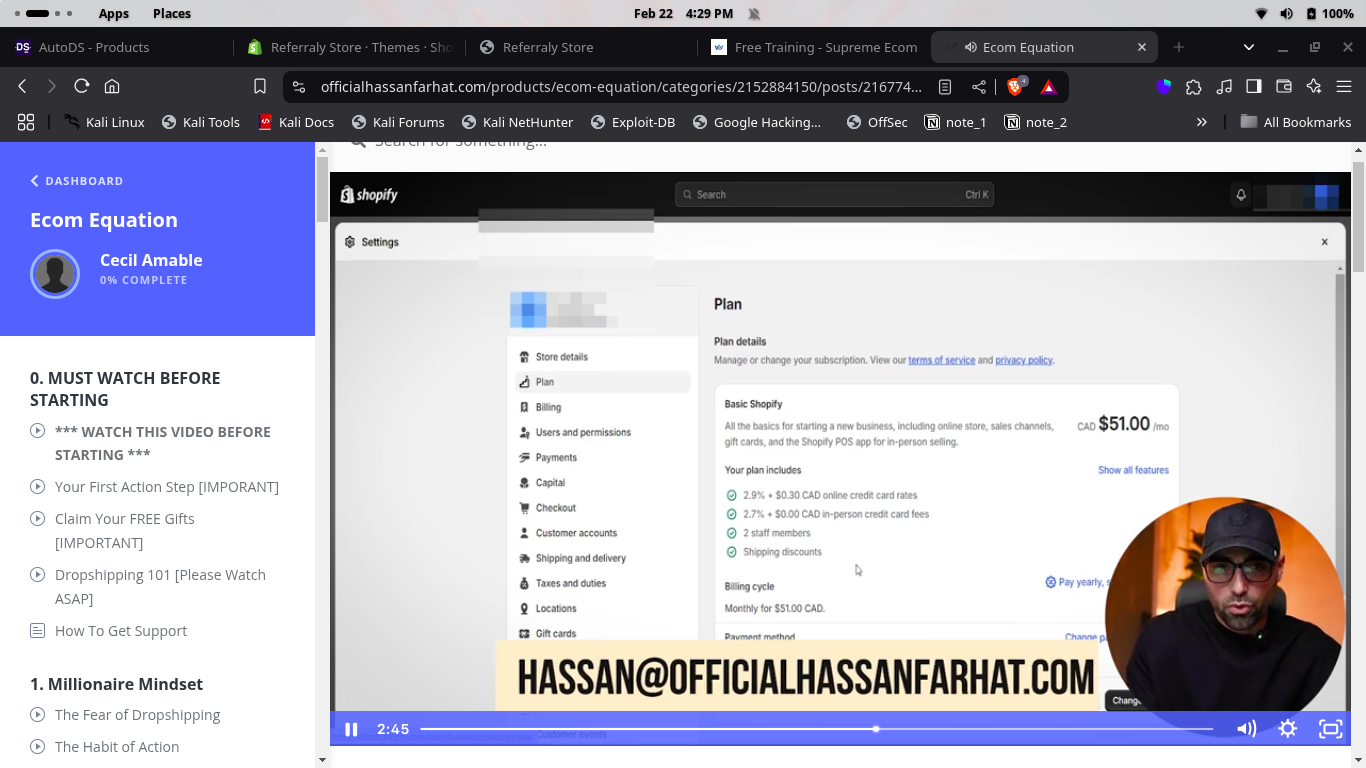 Apps Places Feb 22 4:29 PM 100%
AutoDS - Products Referraly Store · Themes · Sho Referraly Store Free Training - Supreme Ecom Ecom Equation
officialhassanfarhat.com/products/ecom-equation/categories/2152884150/posts/216774... 4
Kali Linux Kali Tools Kali Docs Kali Forums Kali NetHunter Exploit-DB Google Hacking... OffSec note_1 note_2 All Bookmarks
DASHBOARD
Ecom Equation
Cecil Amable
0% COMPLETE
0. MUST WATCH BEFORE
STARTING
*** WATCH THIS VIDEO BEFORE
STARTING ***
Your First Action Step [IMPORANT]
Claim Your FREE Gifts
[IMPORTANT]
Dropshipping 101 [Please Watch
ASAP]
How To Get Support
1. Millionaire Mindset
The Fear of Dropshipping
The Habit of Action
Search for something...
shopify Search Ctrl K
Settings
Store details
Plan
Billing
Users and permissions
Payments
Capital
Checkout
Customer accounts
Shipping and delivery
Taxes and duties
Locations
Gift cards
Customer events
Plan
Plan details
Manage or change your subscription. View our terms of service and privacy policy.
Basic Shopify
All the basics for starting a new business, including online store, sales channels,
gift cards, and the Shopify POS app for in-person selling.
CAD $51.00 /mo
Your plan includes Show all features
2.9% + $0.30 CAD online credit card rates
2.7% + $0.00 CAD in-person credit card fees
2 staff members
Shipping discounts
Billing cycle Pay yearly,
Monthly for $51.00 CAD.
Payment method Change
HASSAN@OFFICIALHASSANFARHAT.COM
2:45